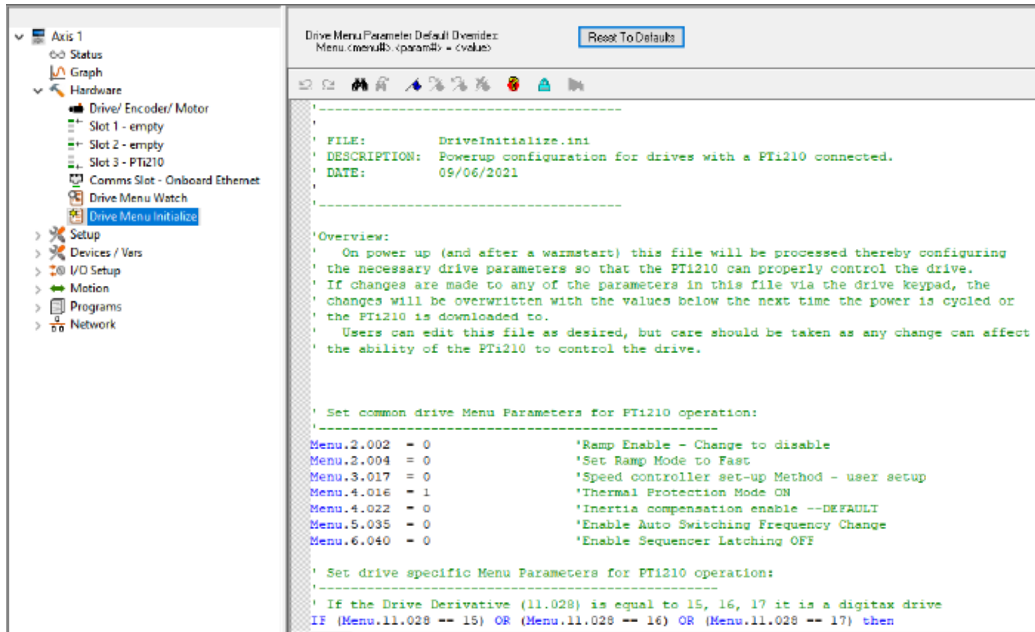 Axis 1
Status
Graph
Hardware
Drive/ Encoder/ Motor
Slot 1 - empty
Slot 2 - empty
Slot 3 - PTi210
Comms Slot - Onboard Ethernet
Drive Menu Watch
Drive Menu Initialize
Setup
Devices / Vars
I/O Setup
Motion
Programs
Network
Drive Menu Parameter Default Overrides:
Menu.<menu#>.<param#> = <value>
Reset To Defaults
'--------------------------------------
'
' FILE: DriveInitialize.ini
' DESCRIPTION: Powerup configuration for drives with a PTi210 connected.
' DATE: 09/06/2021
'
'--------------------------------------
'Overview:
' On power up (and after a warmstart) this file will be processed thereby configuring
' the necessary drive parameters so that the PTi210 can properly control the drive.
' If changes are made to any of the parameters in this file via the drive keypad, the
' changes will be overwritten with the values below the next time the power is cycled or
' the PTi210 is downloaded to.
' Users can edit this file as desired, but care should be taken as any change can affect
' the ability of the PTi210 to control the drive.
' Set common drive Menu Parameters for PTi210 operation:
'--------------------------------------------------
Menu.2.002 = 0 'Ramp Enable - Change to disable
Menu.2.004 = 0 'Set Ramp Mode to Fast
Menu.3.017 = 0 'Speed controller set-up Method - user setup
Menu.4.016 = 1 'Thermal Protection Mode ON
Menu.4.022 = 0 'Inertia compensation enable --DEFAULT
Menu.5.035 = 0 'Enable Auto Switching Frequency Change
Menu.6.040 = 0 'Enable Sequencer Latching OFF
' Set drive specific Menu Parameters for PTi210 operation:
'--------------------------------------------------
' If the Drive Derivative (11.028) is equal to 15, 16, 17 it is a digitax drive
IF (Menu.11.028 == 15) OR (Menu.11.028 == 16) OR (Menu.11.028 == 17) then